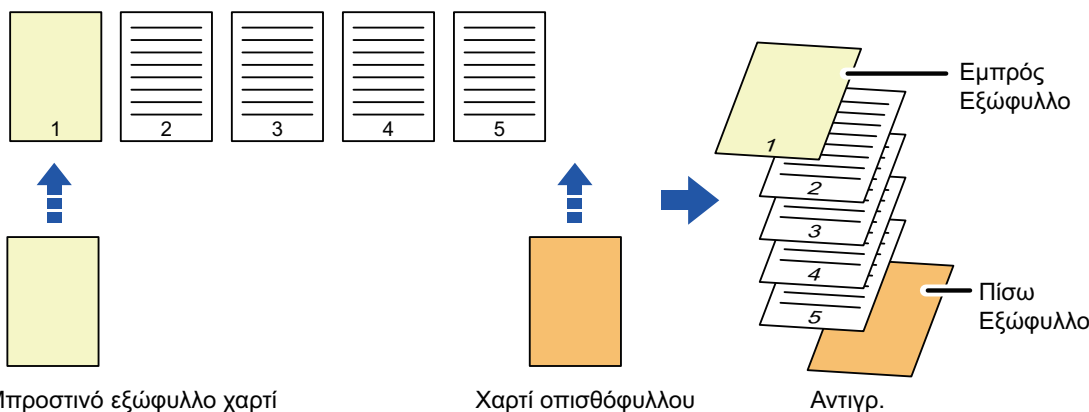 1 2 3 4 5
Εμπρός
Εξώφυλλο
1
2
3
4
5
Πίσω
Εξώφυλλο
Μπροστινό εξώφυλλο χαρτί
Χαρτί οπισθόφυλλου
Αντιγρ.